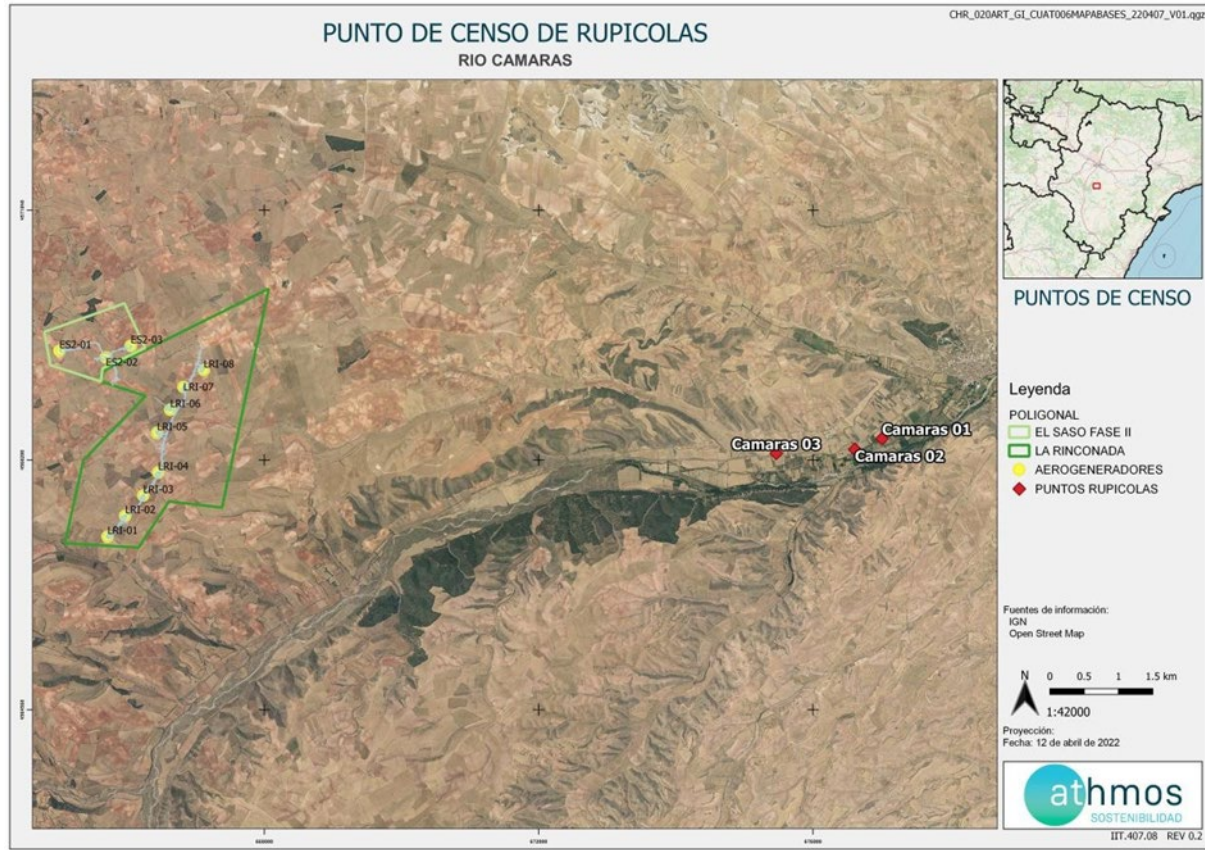 CHR_020ART_GI_CUAT006MAPABASES_220407_V01.qgz
PUNTO DE CENSO DE RUPICOLAS
RIO CAMARAS
ES2-01
ES2-03
ES2-02
LRI-08
LRI-07
LRI-06
LRI-05
LRI-04
LRI-03
LRI-02
LRI-01
Camaras 01
Camaras 03
Camaras 02
PUNTOS DE CENSO
Leyenda
POLIGONAL
EL SASO FASE II
LA RINCONADA
AEROGENERADORES
PUNTOS RUPICOLAS
Fuentes de información:
IGN
Open Street Map
N
0 0.5 1 1.5 km
1:42000
Proyección:
Fecha: 12 de abril de 2022
athmos
SOSTENIBILIDAD
IIT.407.08 REV 0.2